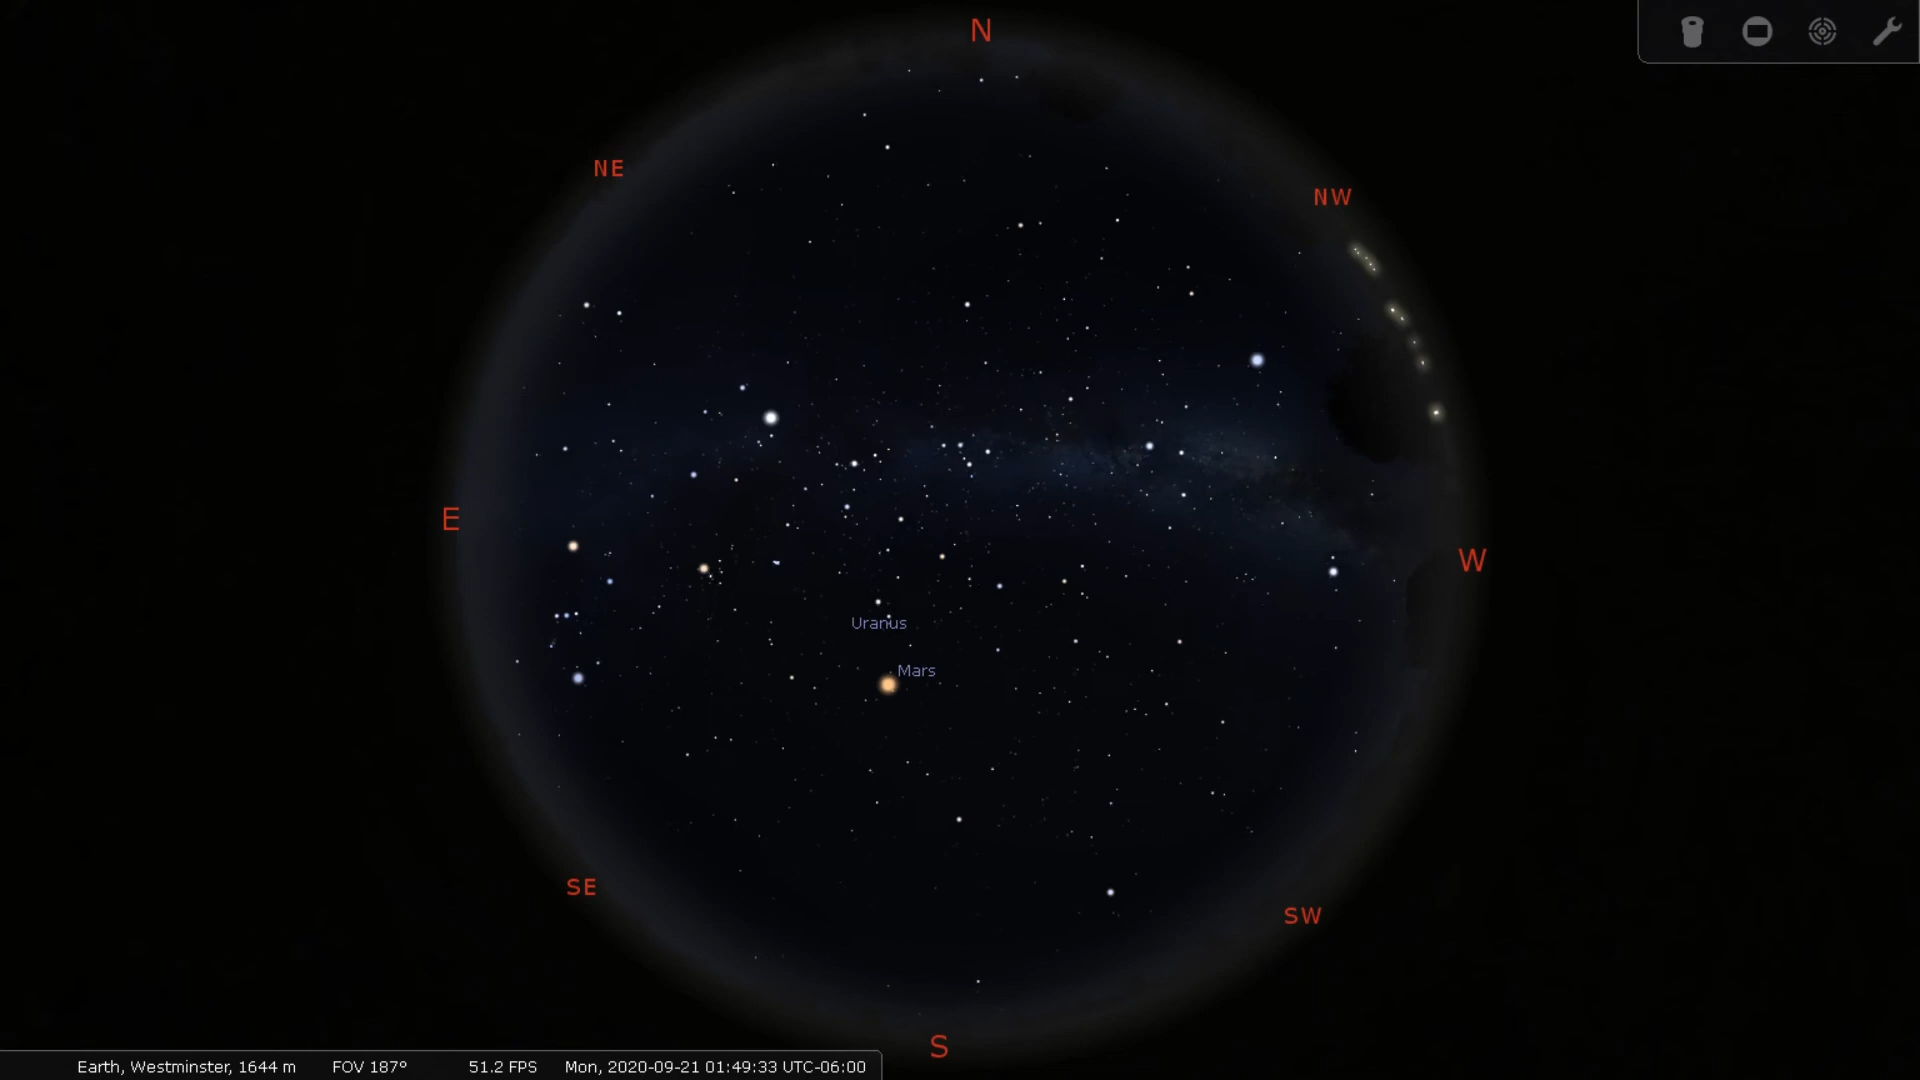 N
NE
NW
E
W
Uranus
Mars
SE
SW
S
Earth, Westminster, 1644 m FOV 187° 51.2 FPS Mon, 2020-09-21 01:49:33 UTC-06:00